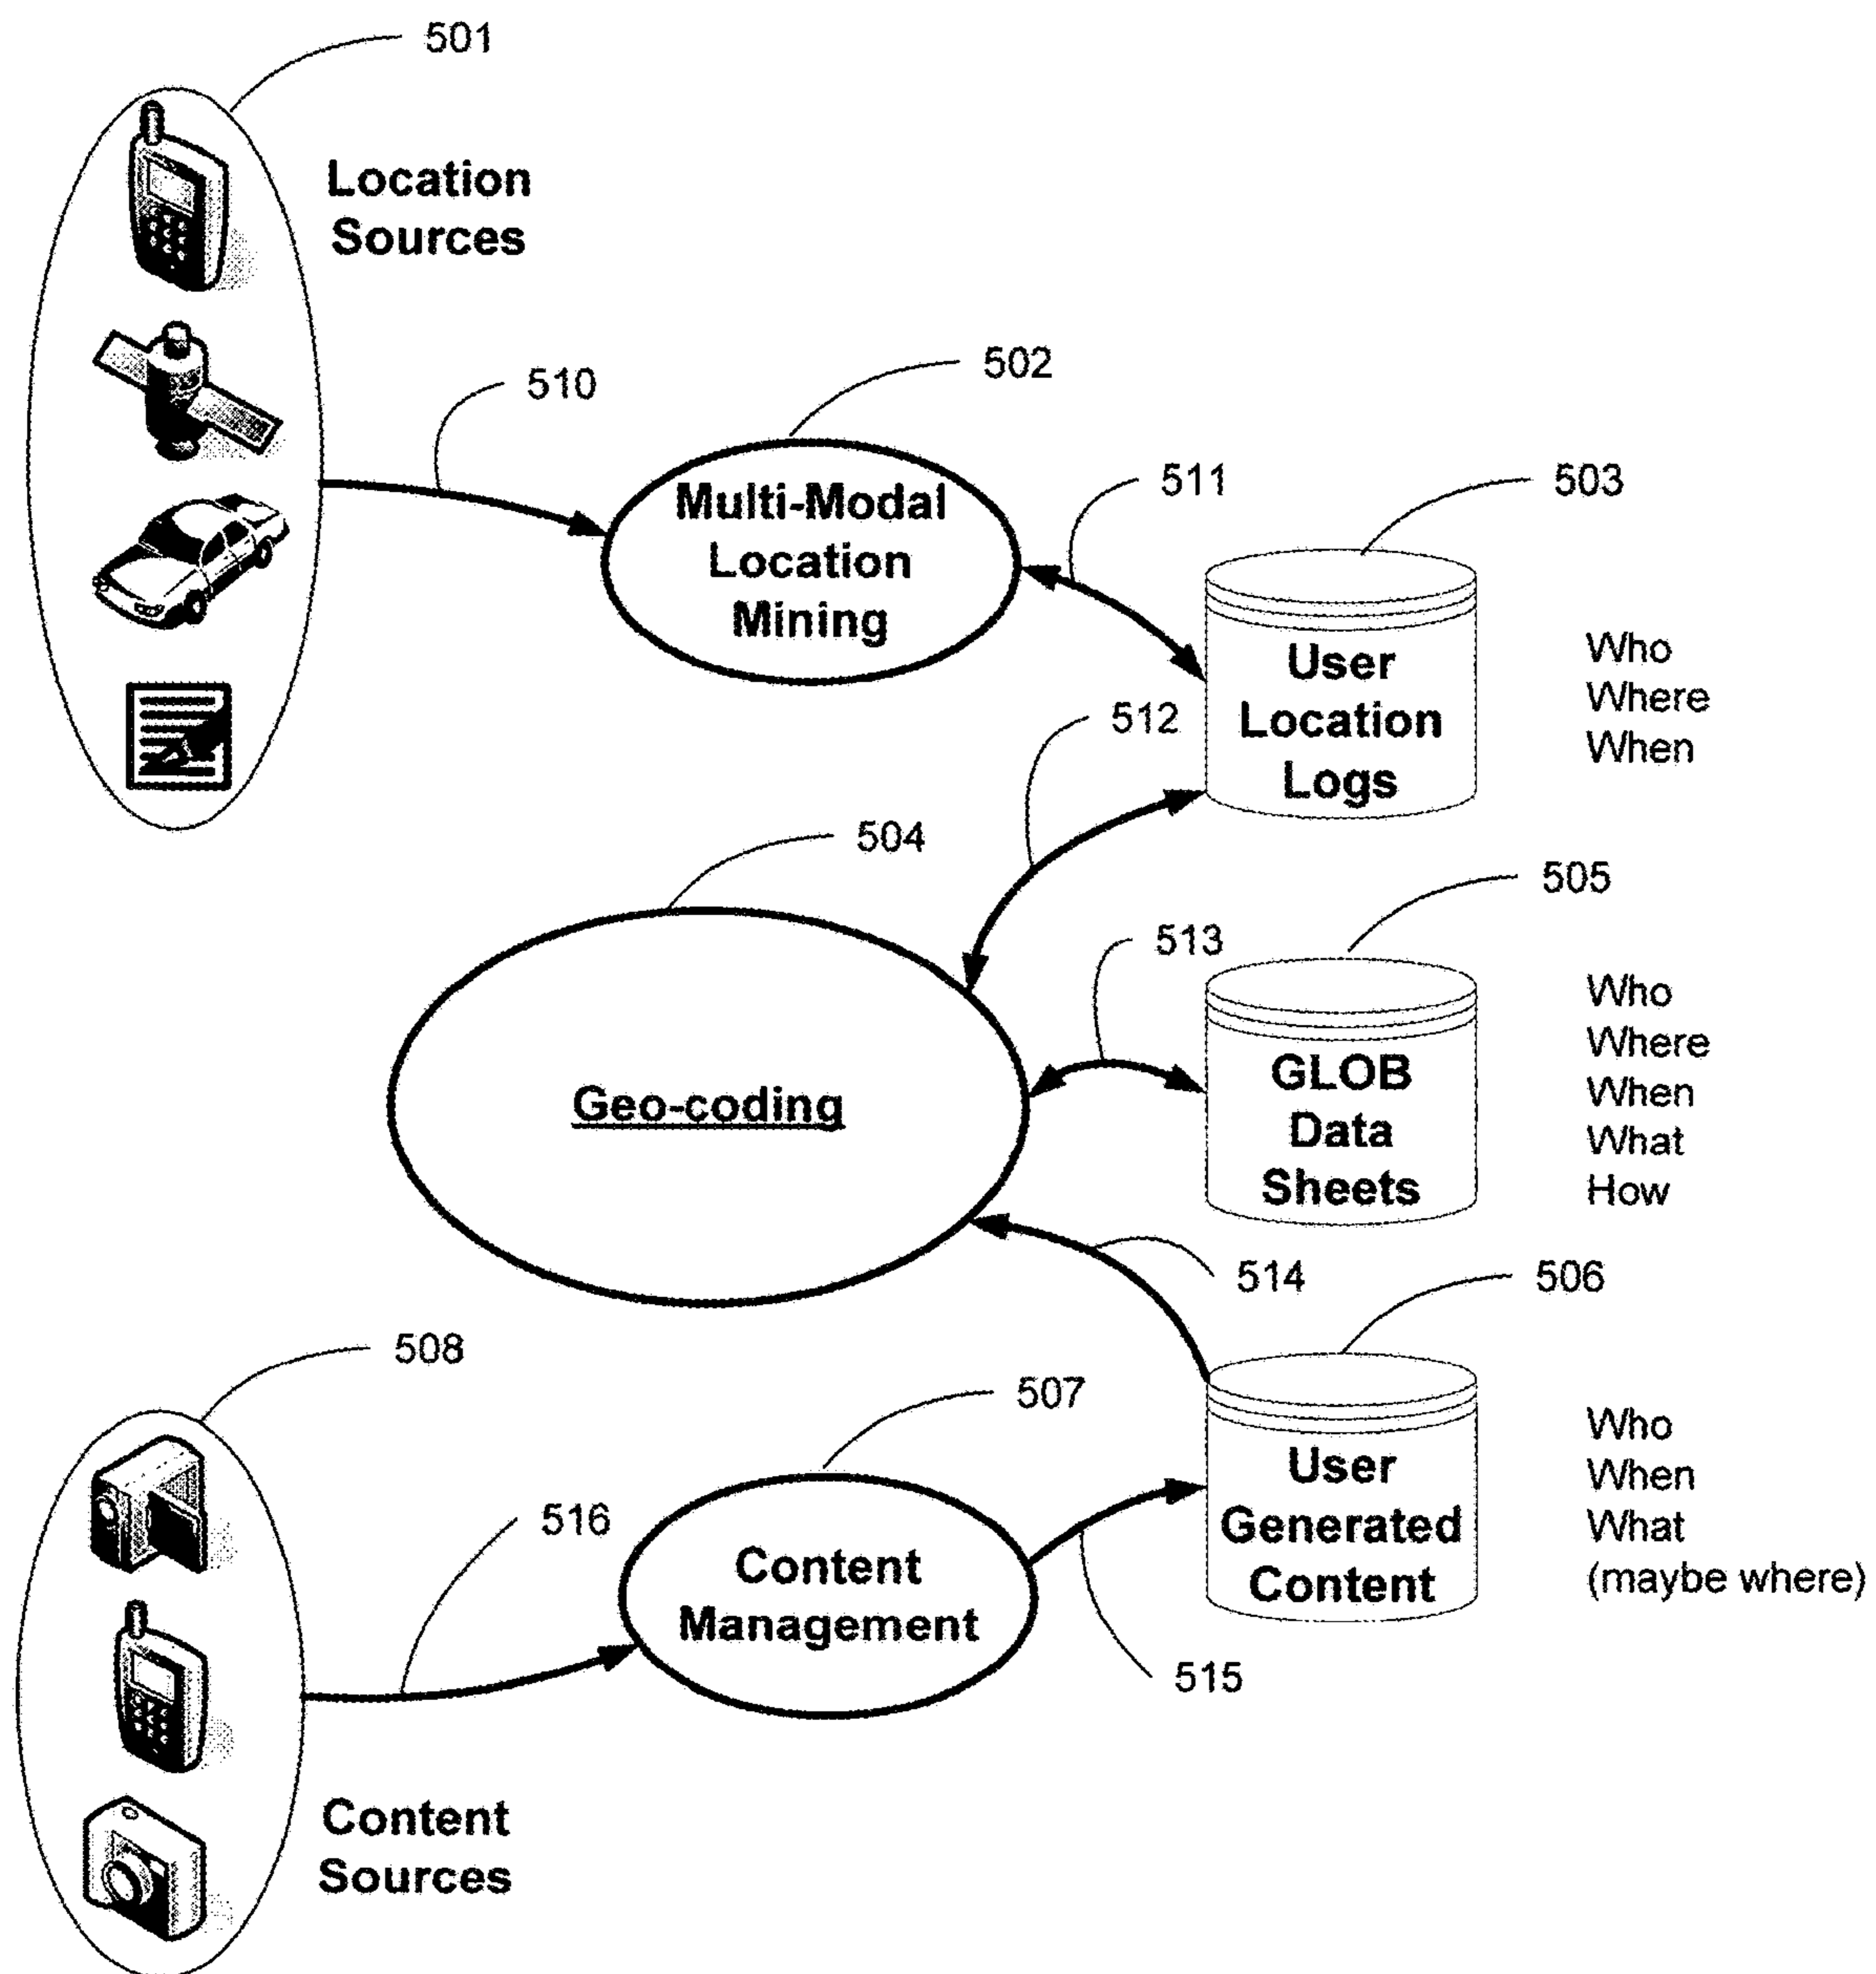 501
Location
Sources
502
510
511
503
Multi-Modal
Location
Mining
User
Location
Logs
Who
Where
When
512
504
505
513
Geo-coding
GLOB
Data
Sheets
Who
Where
When
What
How
514
506
508
507
User
Generated
Content
Who
When
What
(maybe where)
516
Content
Management
515
Content
Sources